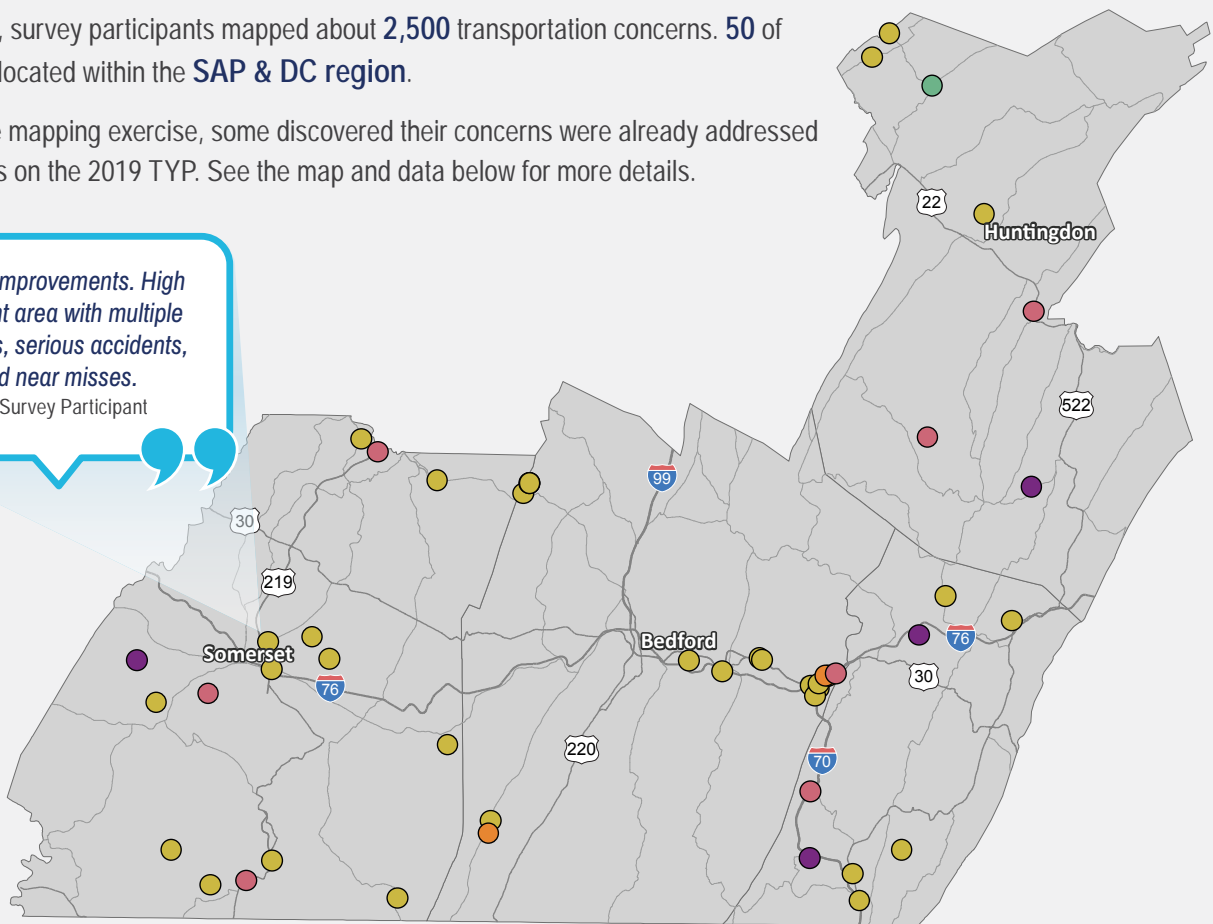 , survey participants mapped about 2,500 transportation concerns. 50 of
located within the SAP & DC region.
e mapping exercise, some discovered their concerns were already addressed
s on the 2019 TYP. See the map and data below for more details.
improvements. High
nt area with multiple
s, serious accidents,
d near misses.
Survey Participant
22
Huntingdon
522
99
30
219
Somerset
76
Bedford
76
30
220
70